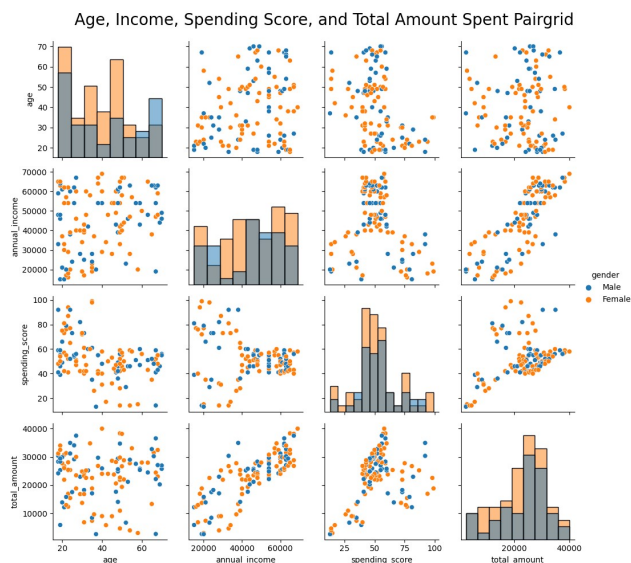 Age, Income, Spending Score, and Total Amount Spent Pairgrid
70
60
50
40
30
20
age
70000
60000
50000
40000
30000
20000
annual_income
gender
Male
Female
100
80
60
40
20
spending_score
40000
30000
20000
10000
total_amount
20 40 60
age
20000 40000 60000
annual_income
25 50 75 100
spending_score
20000 40000
total_amount